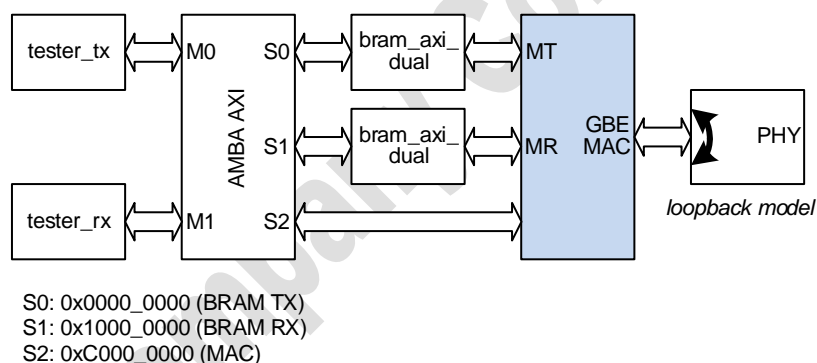 tester_tx
M0
S0
bram_axi_
dual
MT
AMBA AXI
S1
bram_axi_
dual
MR
GBE
MAC
PHY
loopback model
tester_rx
M1
S2
S0: 0x0000_0000 (BRAM TX)
S1: 0x1000_0000 (BRAM RX)
S2: 0xC000_0000 (MAC)